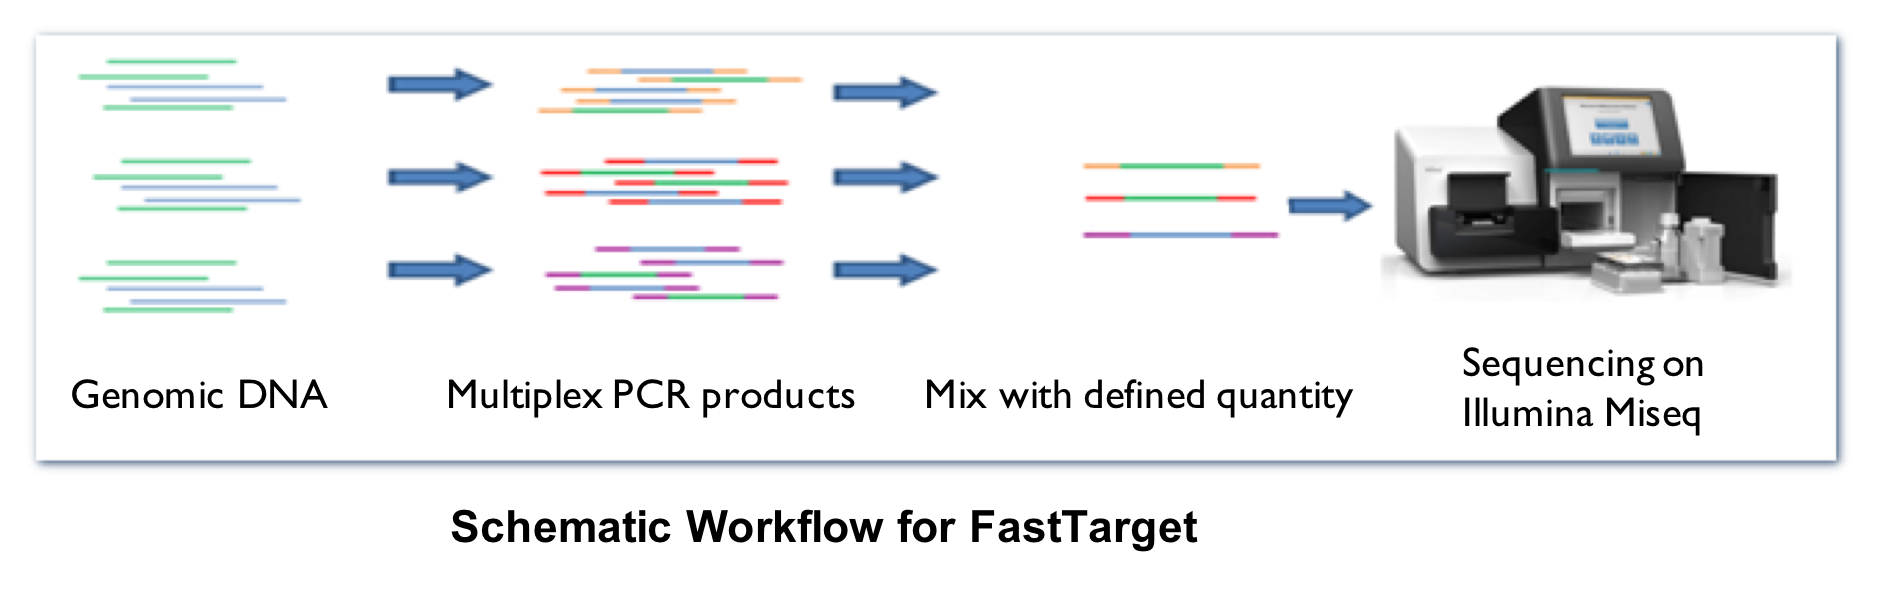 Genomic DNA
Multiplex PCR products
Mix with defined quantity
Sequencing on
Illumina Miseq
Schematic Workflow for FastTarget